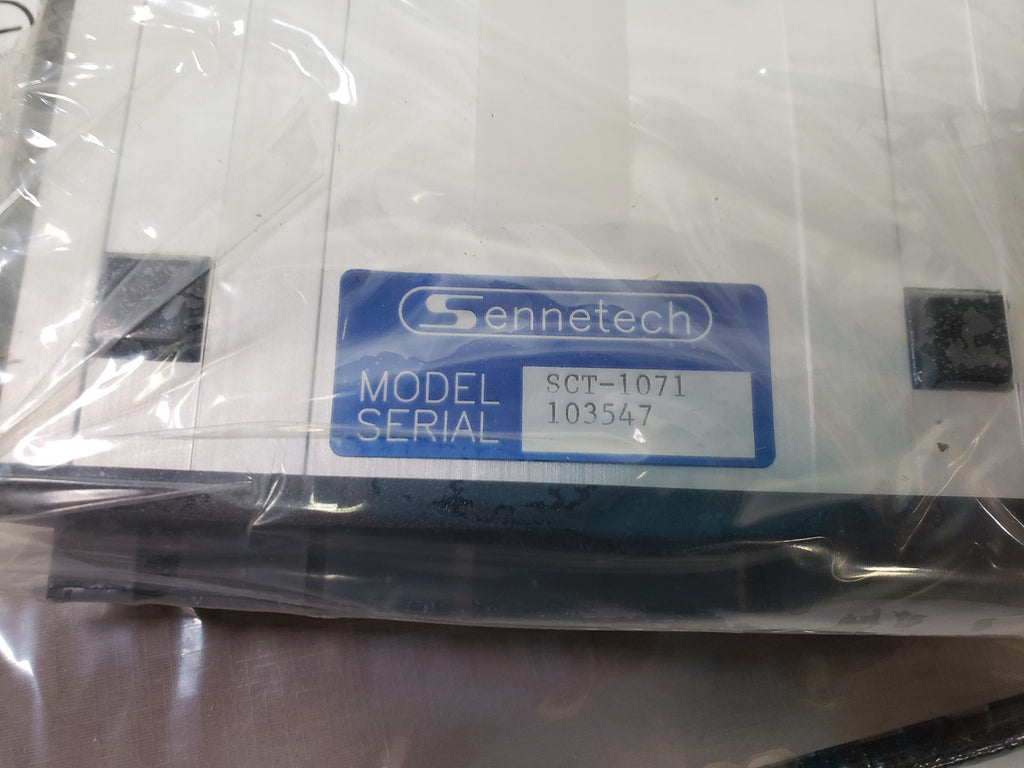 Sennetech
MODEL SCT-1071
SERIAL 103547